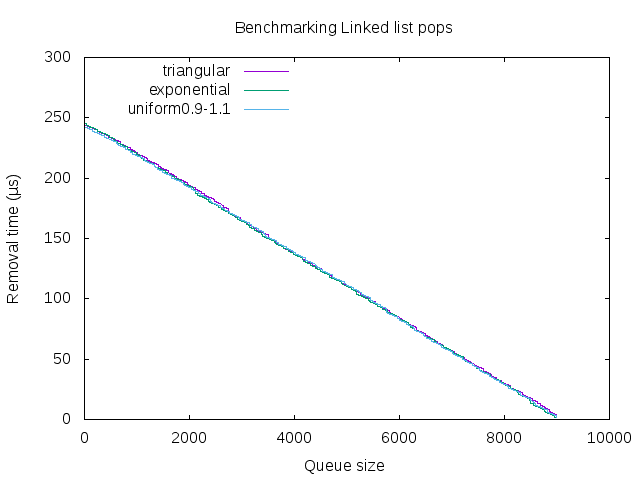 Benchmarking Linked list pops
300
250
200
150
100
50
0
0 2000 4000 6000 8000 10000
Removal time (µs)
Queue size
triangular
exponential
uniform0.9-1.1